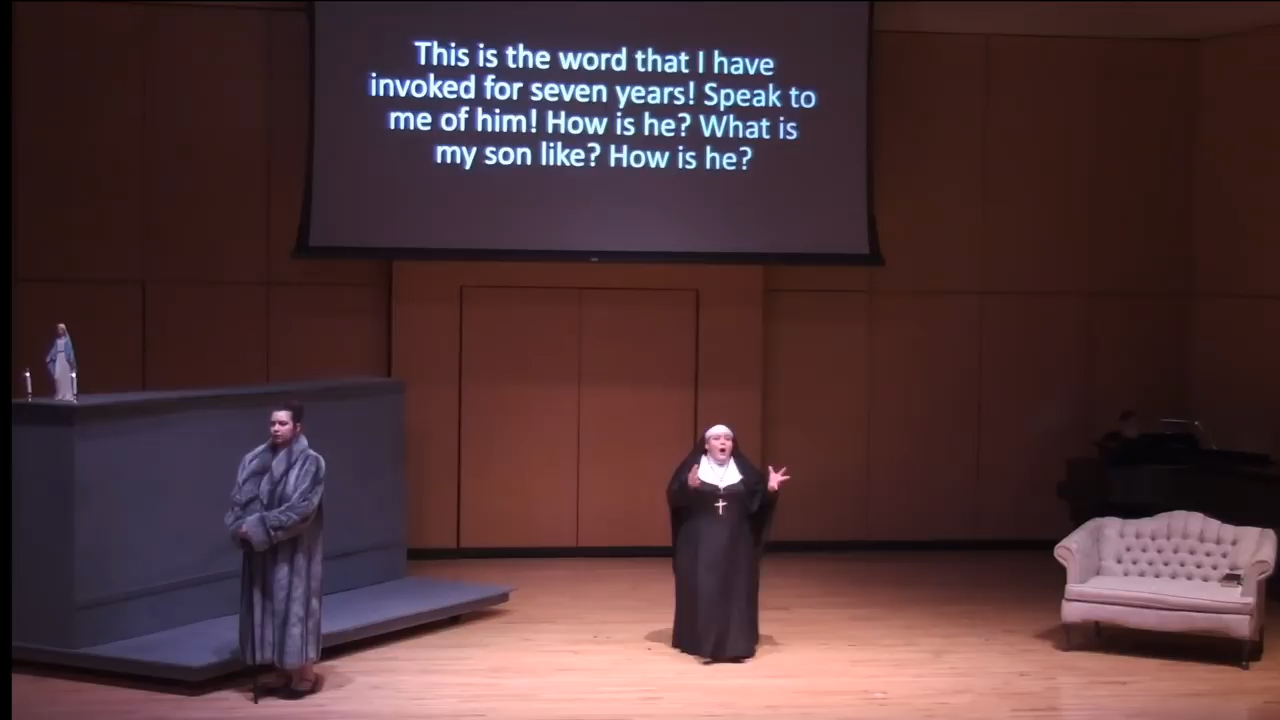 This is the word that I have
invoked for seven years! Speak to
me of him! How is he? What is
my son like? How is he?